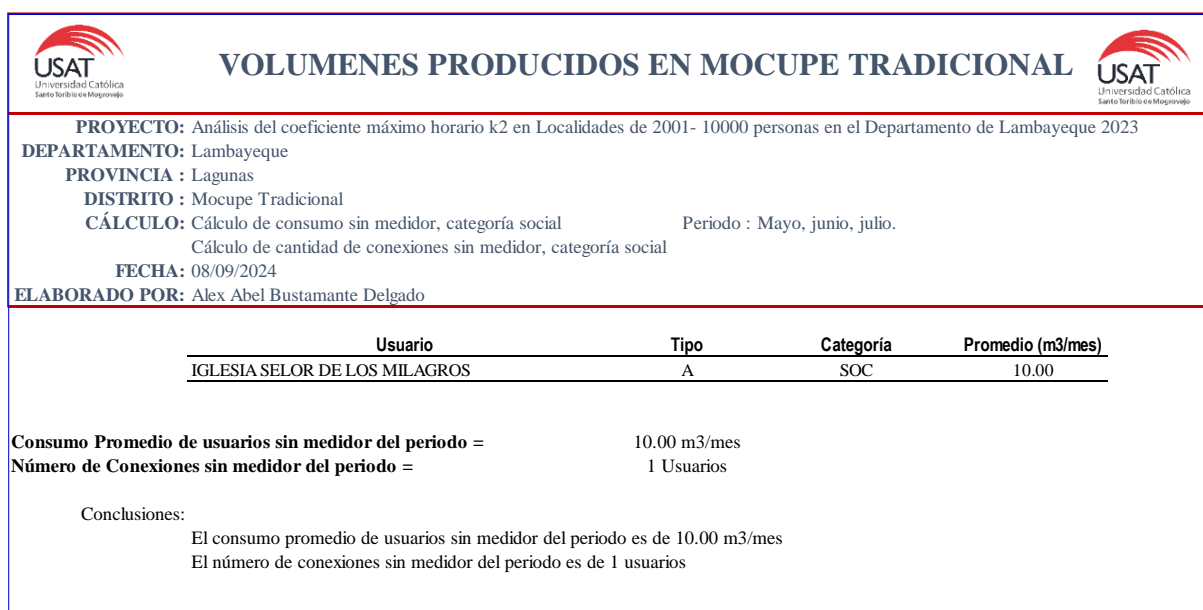 USAT
Universidad Católica
Santo Toribio de Mogrovejo
VOLUMENES PRODUCIDOS EN MOCUPE TRADICIONAL
USAT
Universidad Católica
Santo Toribio de Mogrovejo
PROYECTO: Análisis del coeficiente máximo horario k2 en Localidades de 2001- 10000 personas en el Departamento de Lambayeque 2023
DEPARTAMENTO: Lambayeque
PROVINCIA : Lagunas
DISTRITO : Mocupe Tradicional
CÁLCULO: Cálculo de consumo sin medidor, categoría social Periodo : Mayo, junio, julio.
Cálculo de cantidad de conexiones sin medidor, categoría social
FECHA: 08/09/2024
ELABORADO POR: Alex Abel Bustamante Delgado
Usuario Tipo Categoría Promedio (m3/mes)
IGLESIA SELOR DE LOS MILAGROS A SOC 10.00
Consumo Promedio de usuarios sin medidor del periodo = 10.00 m3/mes
Número de Conexiones sin medidor del periodo = 1 Usuarios
Conclusiones:
El consumo promedio de usuarios sin medidor del periodo es de 10.00 m3/mes
El número de conexiones sin medidor del periodo es de 1 usuarios